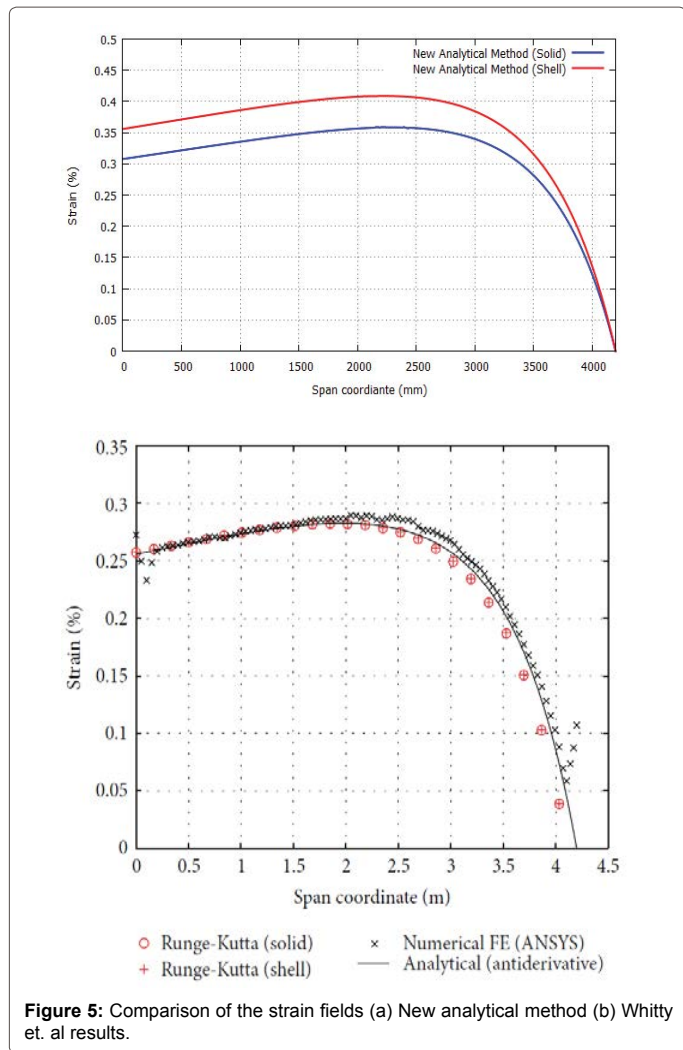 0.5
0.45
0.4
0.35
0.3
0.25
0.2
0.15
0.1
0.05
0
Strain (%)
New Analytical Method (Solid)
New Analytical Method (Shell)
0 500 1000 1500 2000 2500 3000 3500 4000
Span coordiante (mm)
0.35
0.3
0.25
0.2
0.15
0.1
0.05
0
Strain (%)
0 0.5 1 1.5 2 2.5 3 3.5 4 4.5
Span coordinate (m)
Runge-Kutta (solid)
Runge-Kutta (shell)
Numerical FE (ANSYS)
Analytical (antiderivative)
Figure 5: Comparison of the strain fields (a) New analytical method (b) Whitty
et. al results.